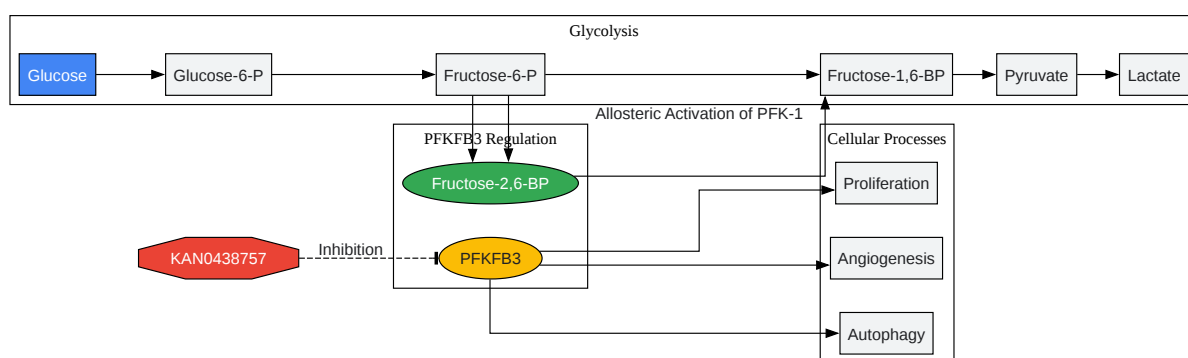 Glycolysis
Glucose
Glucose-6-P
Fructose-6-P
Fructose-1,6-BP
Pyruvate
Lactate
Allosteric Activation of PFK-1
PFKFB3 Regulation
Cellular Processes
Fructose-2,6-BP
Proliferation
KAN0438757
Inhibition
PFKFB3
Angiogenesis
Autophagy